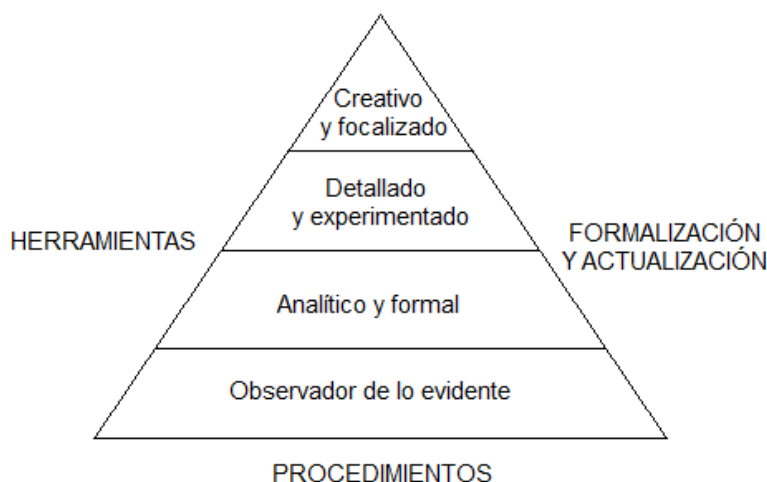 Creativo
y focalizado
Detallado
y experimentado
HERRAMIENTAS
FORMALIZACIÓN
Y ACTUALIZACIÓN
Analítico y formal
Observador de lo evidente
PROCEDIMIENTOS